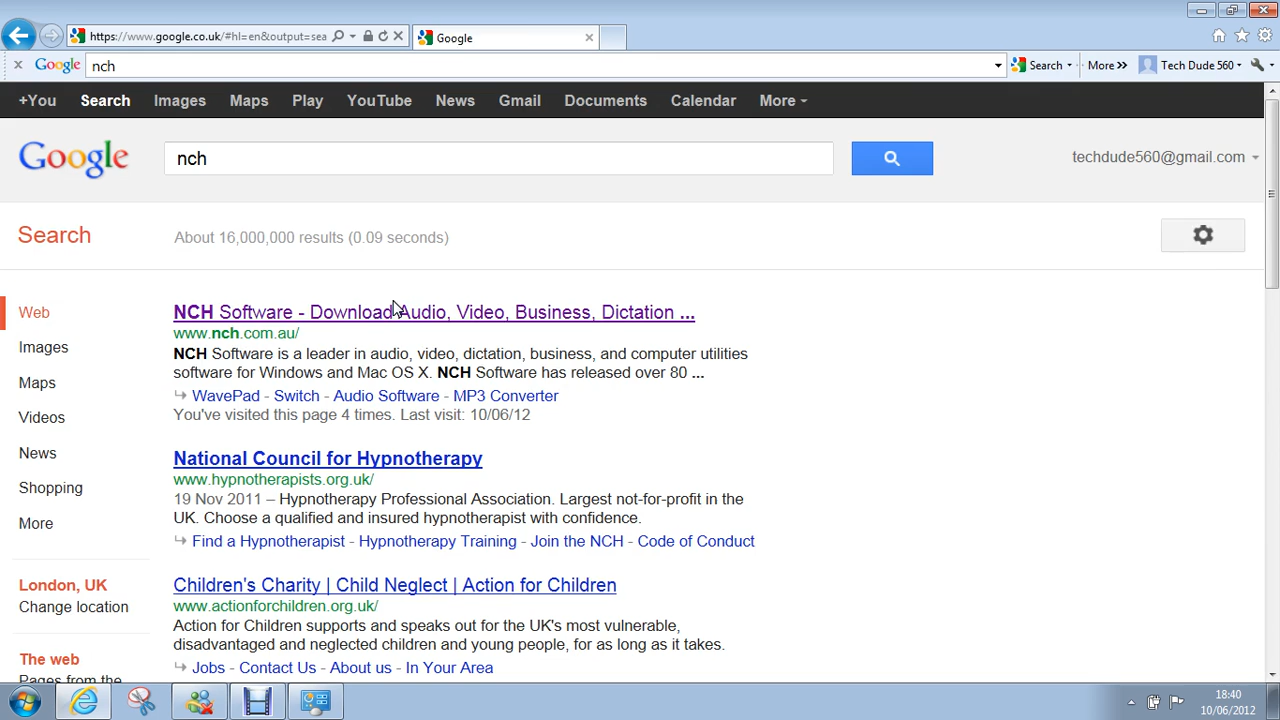 https://www.google.co.uk/#hl=en&output=sea
Google
Google
nch
Search
More »
Tech Dude 560
+You Search Images Maps Play YouTube News Gmail Documents Calendar More
Google
nch
techdude560@gmail.com
Search
About 16,000,000 results (0.09 seconds)
Web
Images
Maps
Videos
News
Shopping
More
London, UK
Change location
The web
Pages from the
NCH Software - Download Audio, Video, Business, Dictation ...
www.nch.com.au/
NCH Software is a leader in audio, video, dictation, business, and computer utilities
software for Windows and Mac OS X. NCH Software has released over 80 ...
WavePad - Switch - Audio Software - MP3 Converter
You've visited this page 4 times. Last visit: 10/06/12
National Council for Hypnotherapy
www.hypnotherapists.org.uk/
19 Nov 2011 – Hypnotherapy Professional Association. Largest not-for-profit in the
UK. Choose a qualified and insured hypnotherapist with confidence.
Find a Hypnotherapist - Hypnotherapy Training - Join the NCH - Code of Conduct
Children's Charity | Child Neglect | Action for Children
www.actionforchildren.org.uk/
Action for Children supports and speaks out for the UK's most vulnerable,
disadvantaged and neglected children and young people, for as long as it takes.
Jobs - Contact Us - About us - In Your Area
18:40
10/06/2012